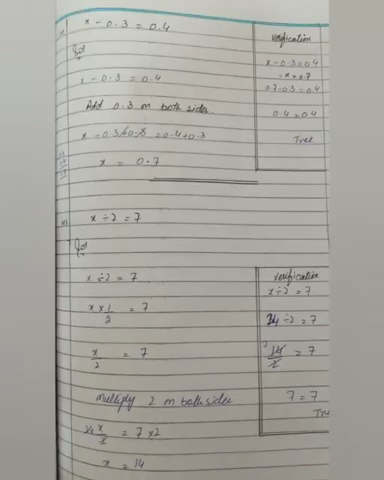 x - 0.3 = 0.4
Sol
x - 0.3 = 0.4
Add 0.3 on both sides.
x = 0.3+0.3 = 0.4+0.3
x = 0.7
verification
x - 0.3 = 0.4
= x = 0.7
0.7-0.3 = 0.4
0.4 = 0.4
True
x ÷ 2 = 7
Sol
x ÷ 2 = 7
x × 1/2 = 7
x/2 = 7
multiply 2 on both sides
2 x/2 = 7 × 2
x = 14
verification
x ÷ 2 = 7
14 ÷ 2 = 7
14/2 = 7
7 = 7
True